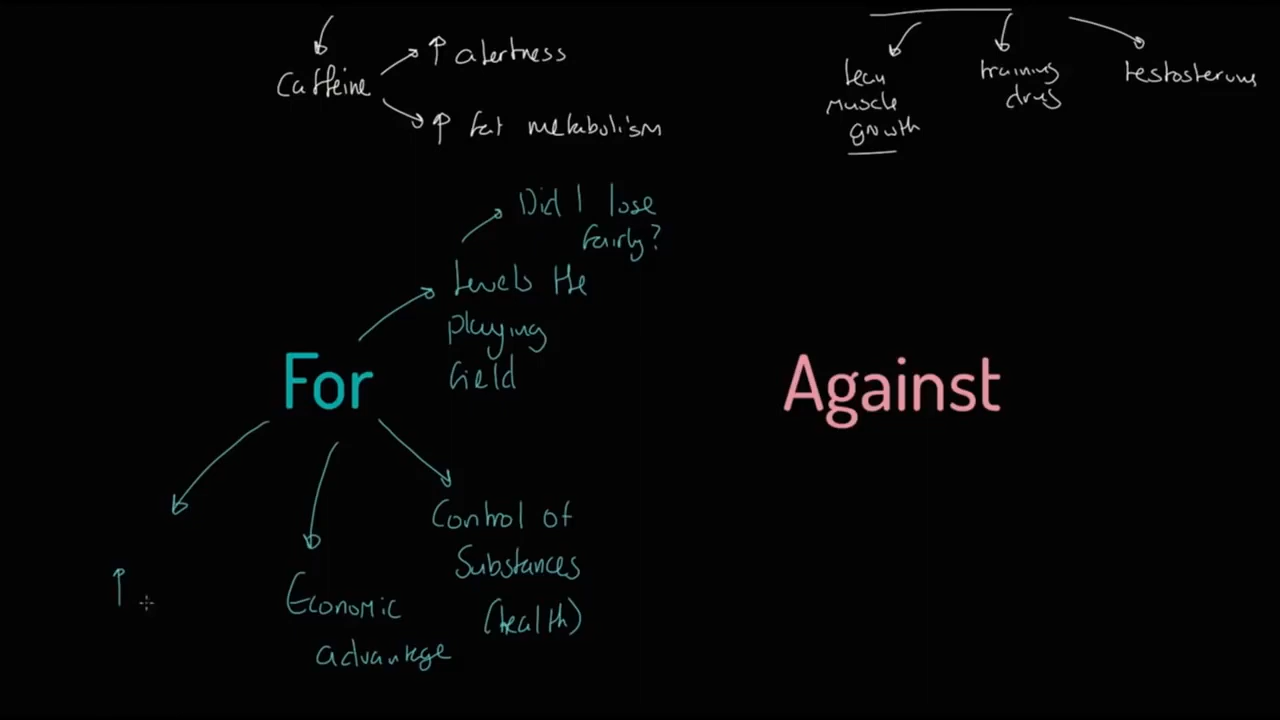 ↑ alertness
Caffeine
↑ fat metabolism
lean
muscle
growth
training
drug
testosterone
Did I lose
fairly?
Levels the
playing
field
For
Against
Control of
Substances
(health)
Economic
advantage
↑